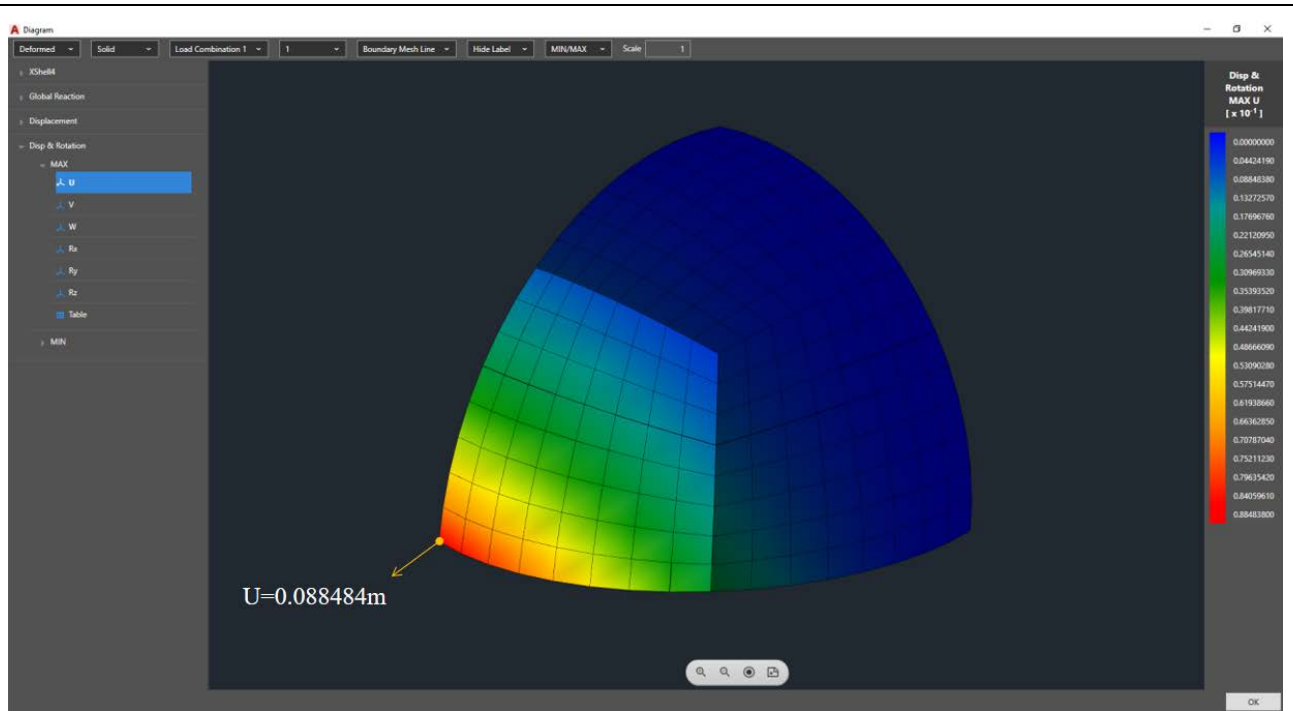 Diagram
Deformed Solid Load Combination 1 1 Boundary Mesh Line Hide Label MIN/MAX Scale 1
XShell4
Global Reaction
Displacement
Disp & Rotation
MAX
U
V
W
Rx
Ry
Rz
Table
MIN
U=0.088484m
Disp &
Rotation
MAX U
[ x 10⁻¹ ]
0.00000000
0.04424190
0.08848380
0.13272570
0.17696760
0.22120950
0.26545140
0.30969330
0.35393520
0.39817710
0.44241900
0.48666090
0.53090280
0.57514470
0.61938660
0.66362850
0.70787040
0.75211230
0.79635420
0.84059610
0.88483800
OK